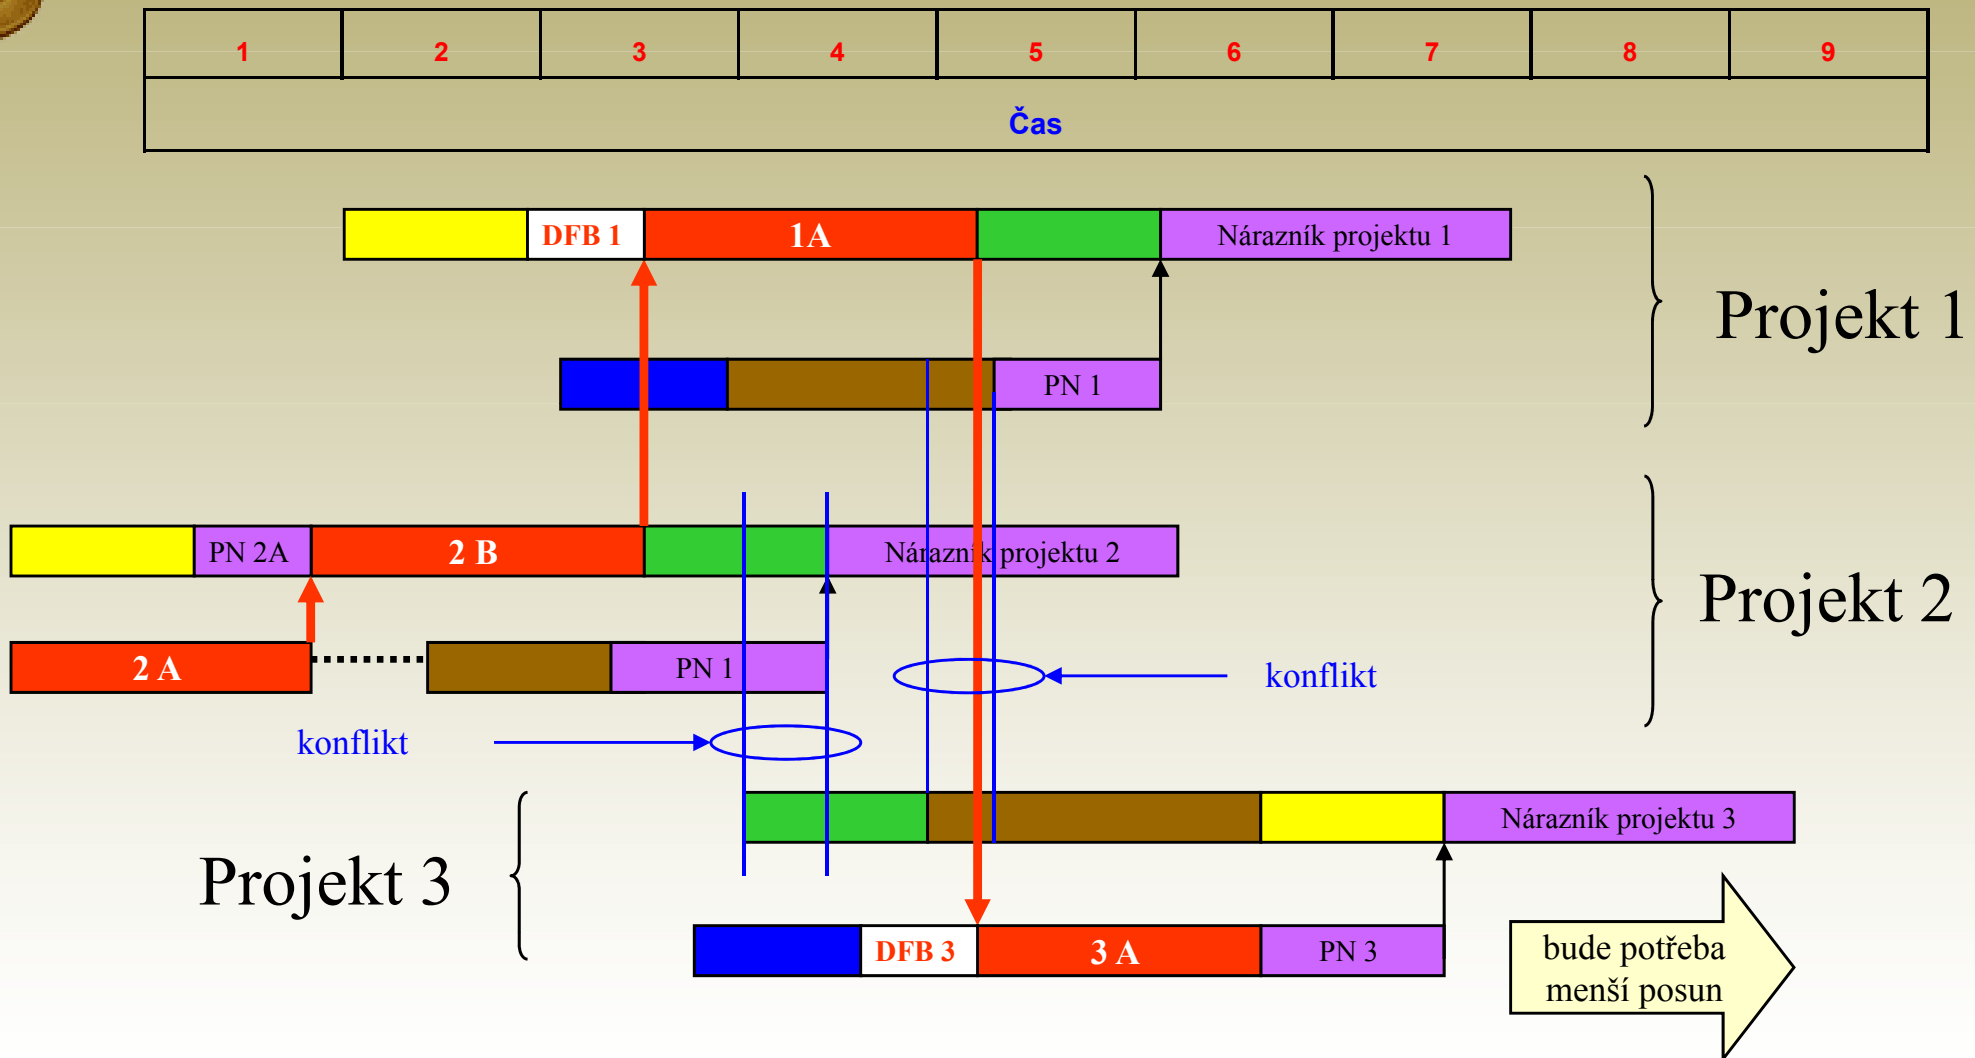 1 2 3 4 5 6 7 8 9
Čas
DFB 1 1A Nárazník projektu 1
Projekt 1
PN 1
PN 2A 2 B Nárazník projektu 2
Projekt 2
2 A PN 1
konflikt
konflikt
Nárazník projektu 3
Projekt 3
DFB 3 3 A PN 3
bude potřeba
menší posun